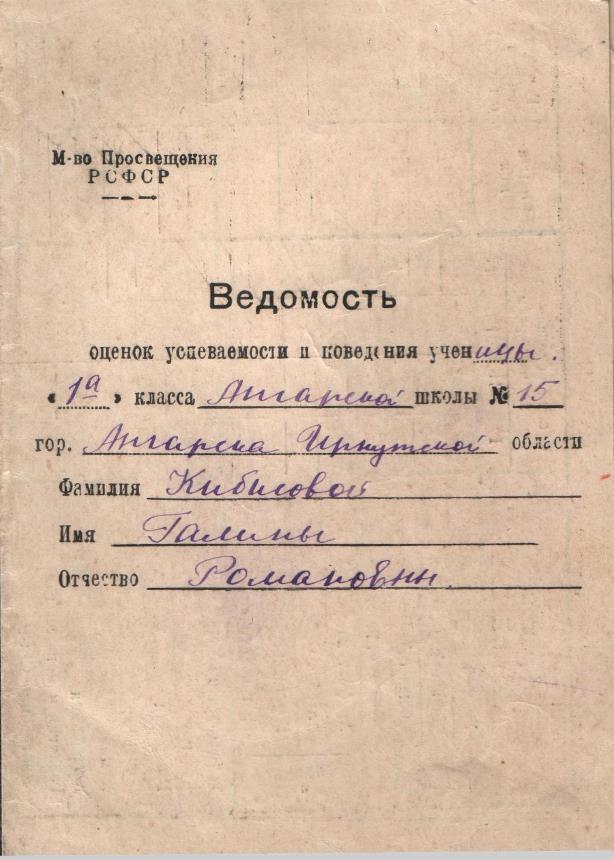 М-во Просвещения
РСФСР
Ведомость
оценок успеваемости и поведения ученицы.
«1а» класса Ангарской школы № 15
гор. Ангарска Иркутской области
Фамилия Кибисовой
Имя Галины
Отчество Романовны.